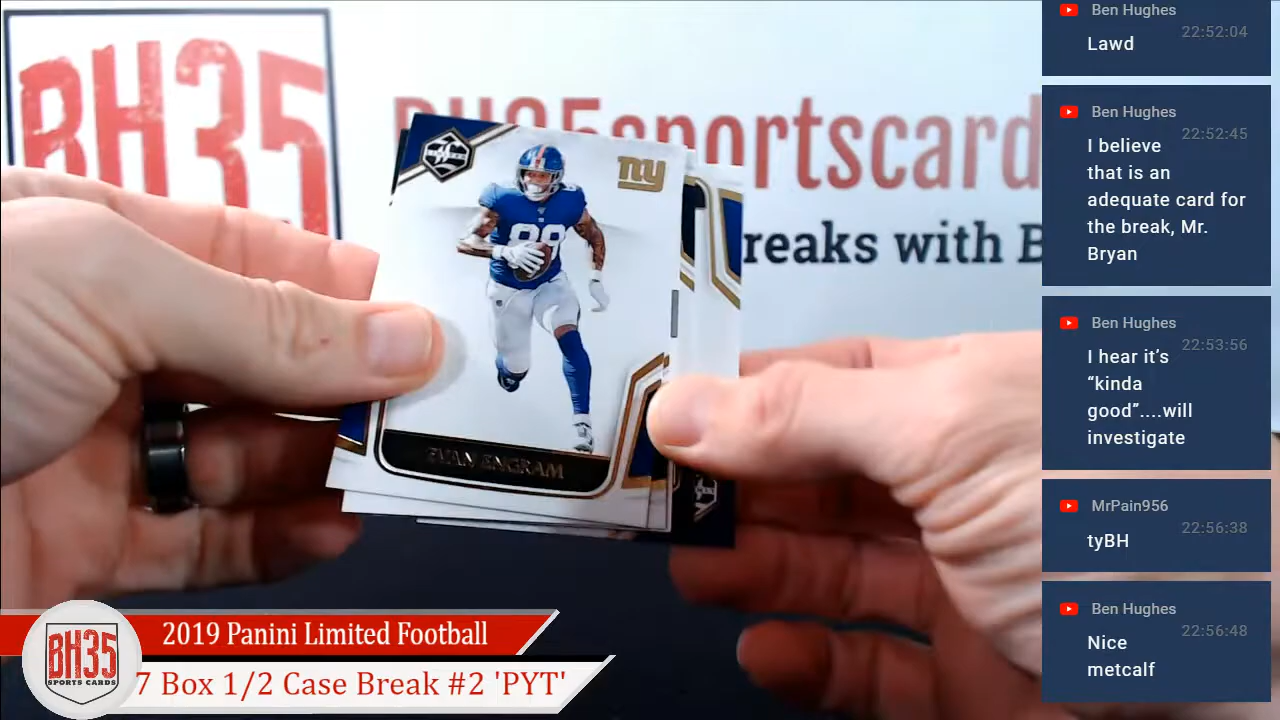 BH35
BH35sportscard
reaks with B
LIMITED
ny
88
EVAN ENGRAM
Ben Hughes
22:52:04
Lawd
Ben Hughes
22:52:45
I believe
that is an
adequate card for
the break, Mr.
Bryan
Ben Hughes
22:53:56
I hear it’s
“kinda
good”....will
investigate
MrPain956
22:56:38
tyBH
Ben Hughes
22:56:48
Nice
metcalf
BH35
SPORTS CARDS
2019 Panini Limited Football
7 Box 1/2 Case Break #2 'PYT'